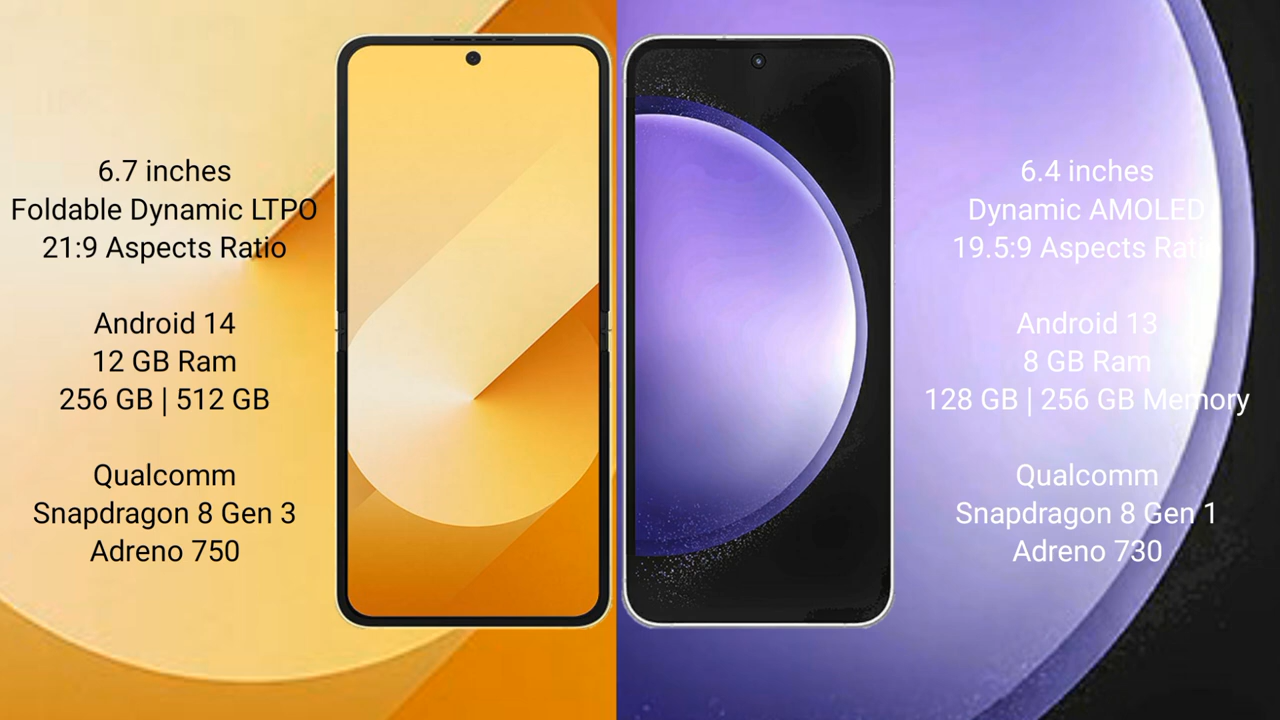 6.7 inches
Foldable Dynamic LTPO
21:9 Aspects Ratio
Android 14
12 GB Ram
256 GB | 512 GB
Qualcomm
Snapdragon 8 Gen 3
Adreno 750
6.4 inches
Dynamic AMOLED
19.5:9 Aspects Ratio
Android 13
8 GB Ram
128 GB | 256 GB Memory
Qualcomm
Snapdragon 8 Gen 1
Adreno 730